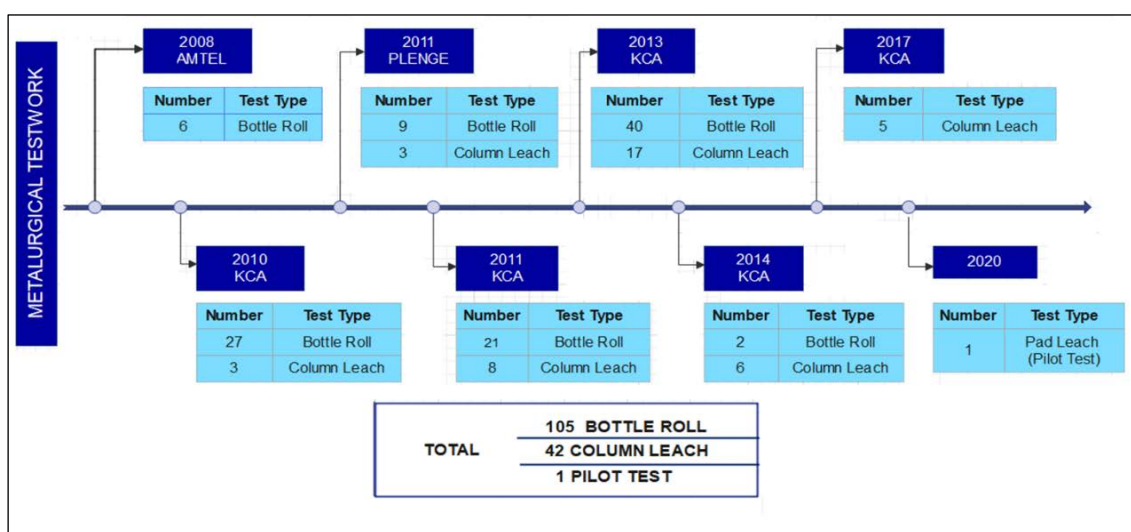 METALURGICAL TESTWORK
2008
AMTEL
Number Test Type
6 Bottle Roll
2011
PLENGE
Number Test Type
9 Bottle Roll
3 Column Leach
2013
KCA
Number Test Type
40 Bottle Roll
17 Column Leach
2017
KCA
Number Test Type
5 Column Leach
2010
KCA
Number Test Type
27 Bottle Roll
3 Column Leach
2011
KCA
Number Test Type
21 Bottle Roll
8 Column Leach
2014
KCA
Number Test Type
2 Bottle Roll
6 Column Leach
2020
Number Test Type
1 Pad Leach
(Pilot Test)
TOTAL
105 BOTTLE ROLL
42 COLUMN LEACH
1 PILOT TEST